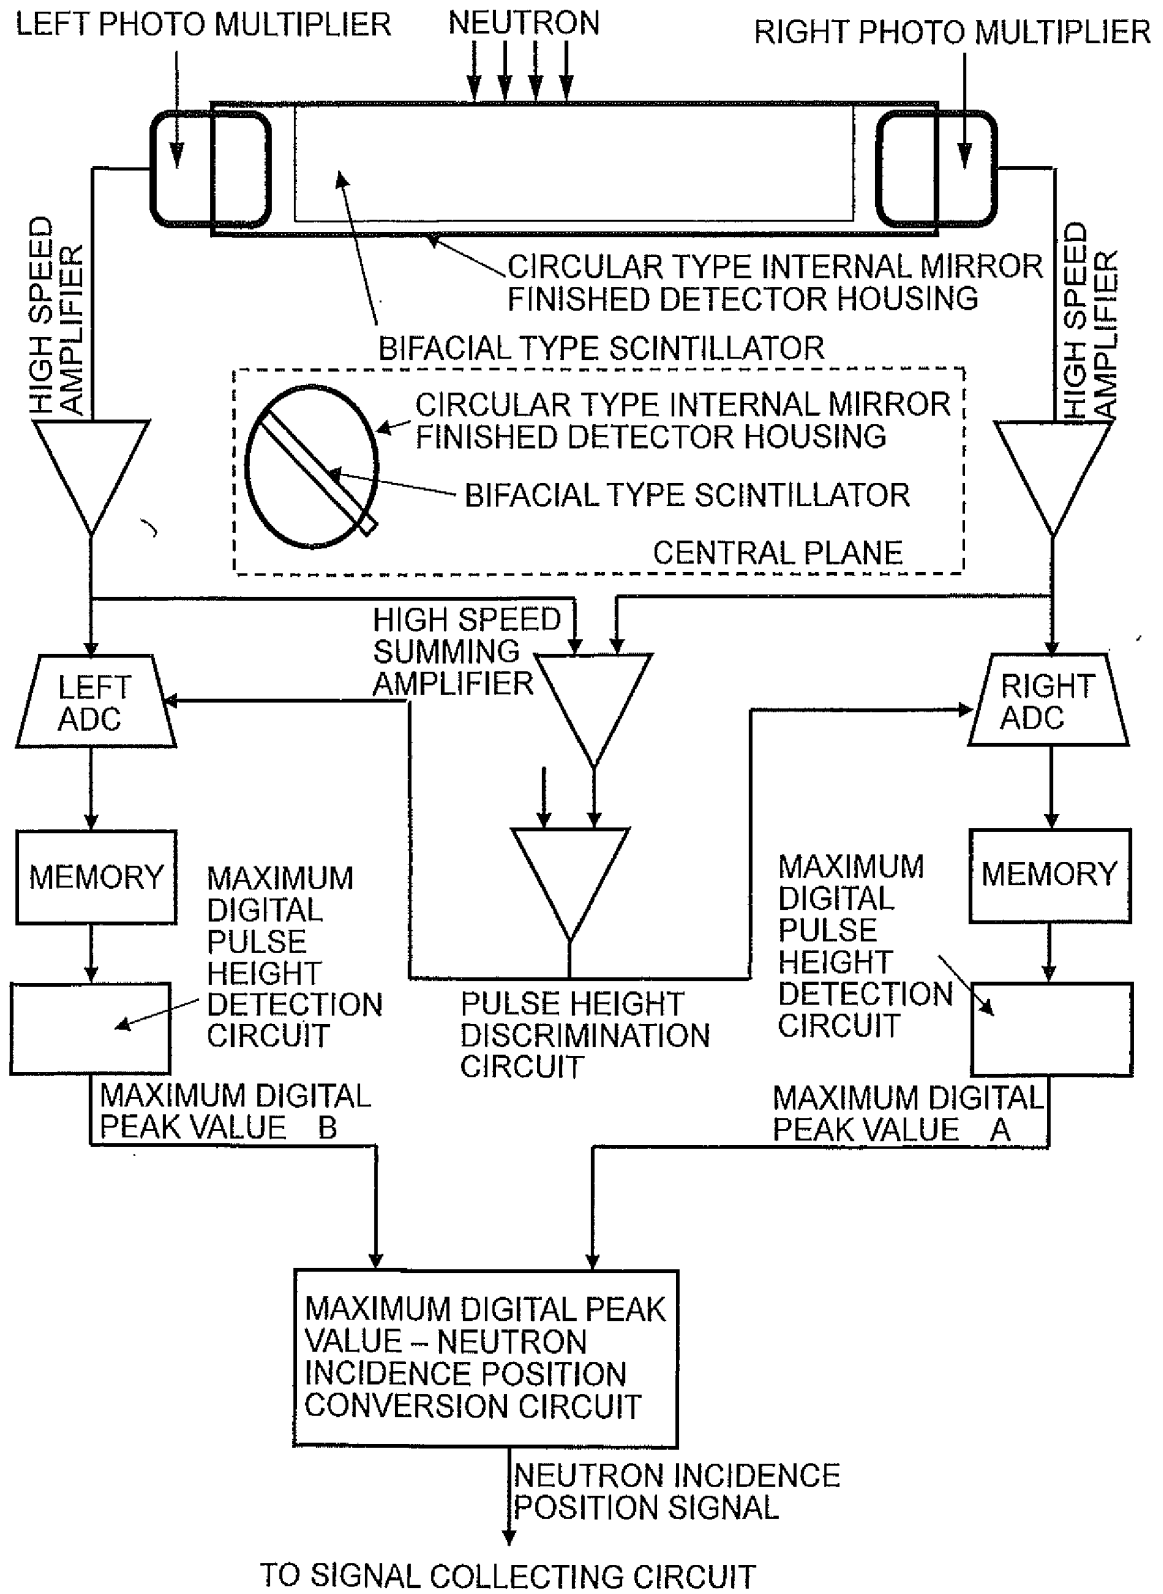 LEFT PHOTO MULTIPLIER
NEUTRON
RIGHT PHOTO MULTIPLIER
HIGH SPEED
AMPLIFIER
CIRCULAR TYPE INTERNAL MIRROR
FINISHED DETECTOR HOUSING
HIGH SPEED
AMPLIFIER
BIFACIAL TYPE SCINTILLATOR
CIRCULAR TYPE INTERNAL MIRROR
FINISHED DETECTOR HOUSING
BIFACIAL TYPE SCINTILLATOR
CENTRAL PLANE
HIGH SPEED
SUMMING
AMPLIFIER
LEFT
ADC
RIGHT
ADC
MEMORY
MAXIMUM
DIGITAL
PULSE
HEIGHT
DETECTION
CIRCUIT
MAXIMUM
DIGITAL
PULSE
HEIGHT
DETECTION
CIRCUIT
MEMORY
PULSE HEIGHT
DISCRIMINATION
CIRCUIT
MAXIMUM DIGITAL
PEAK VALUE B
MAXIMUM DIGITAL
PEAK VALUE A
MAXIMUM DIGITAL PEAK
VALUE – NEUTRON
INCIDENCE POSITION
CONVERSION CIRCUIT
NEUTRON INCIDENCE
POSITION SIGNAL
TO SIGNAL COLLECTING CIRCUIT